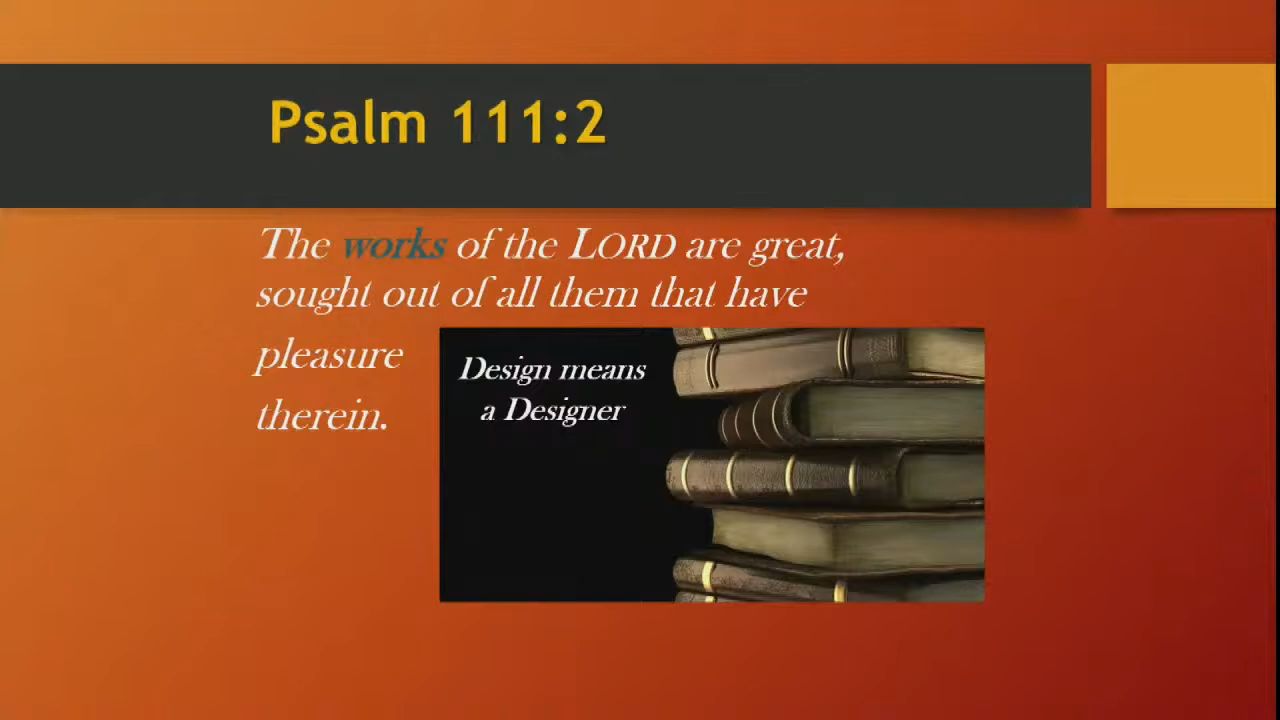 Psalm 111:2
The works of the LORD are great,
sought out of all them that have
pleasure
therein.
Design means
a Designer